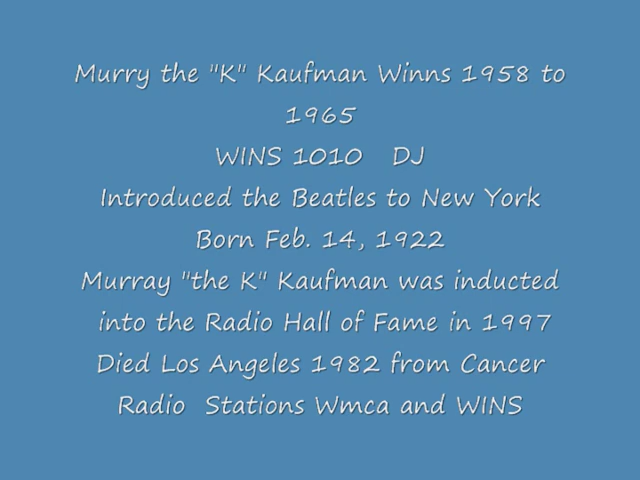 Murry the "K" Kaufman Winns 1958 to
1965
WINS 1010 DJ
Introduced the Beatles to New York
Born Feb. 14, 1922
Murray "the K" Kaufman was inducted
into the Radio Hall of Fame in 1997
Died Los Angeles 1982 from Cancer
Radio Stations Wmca and WINS